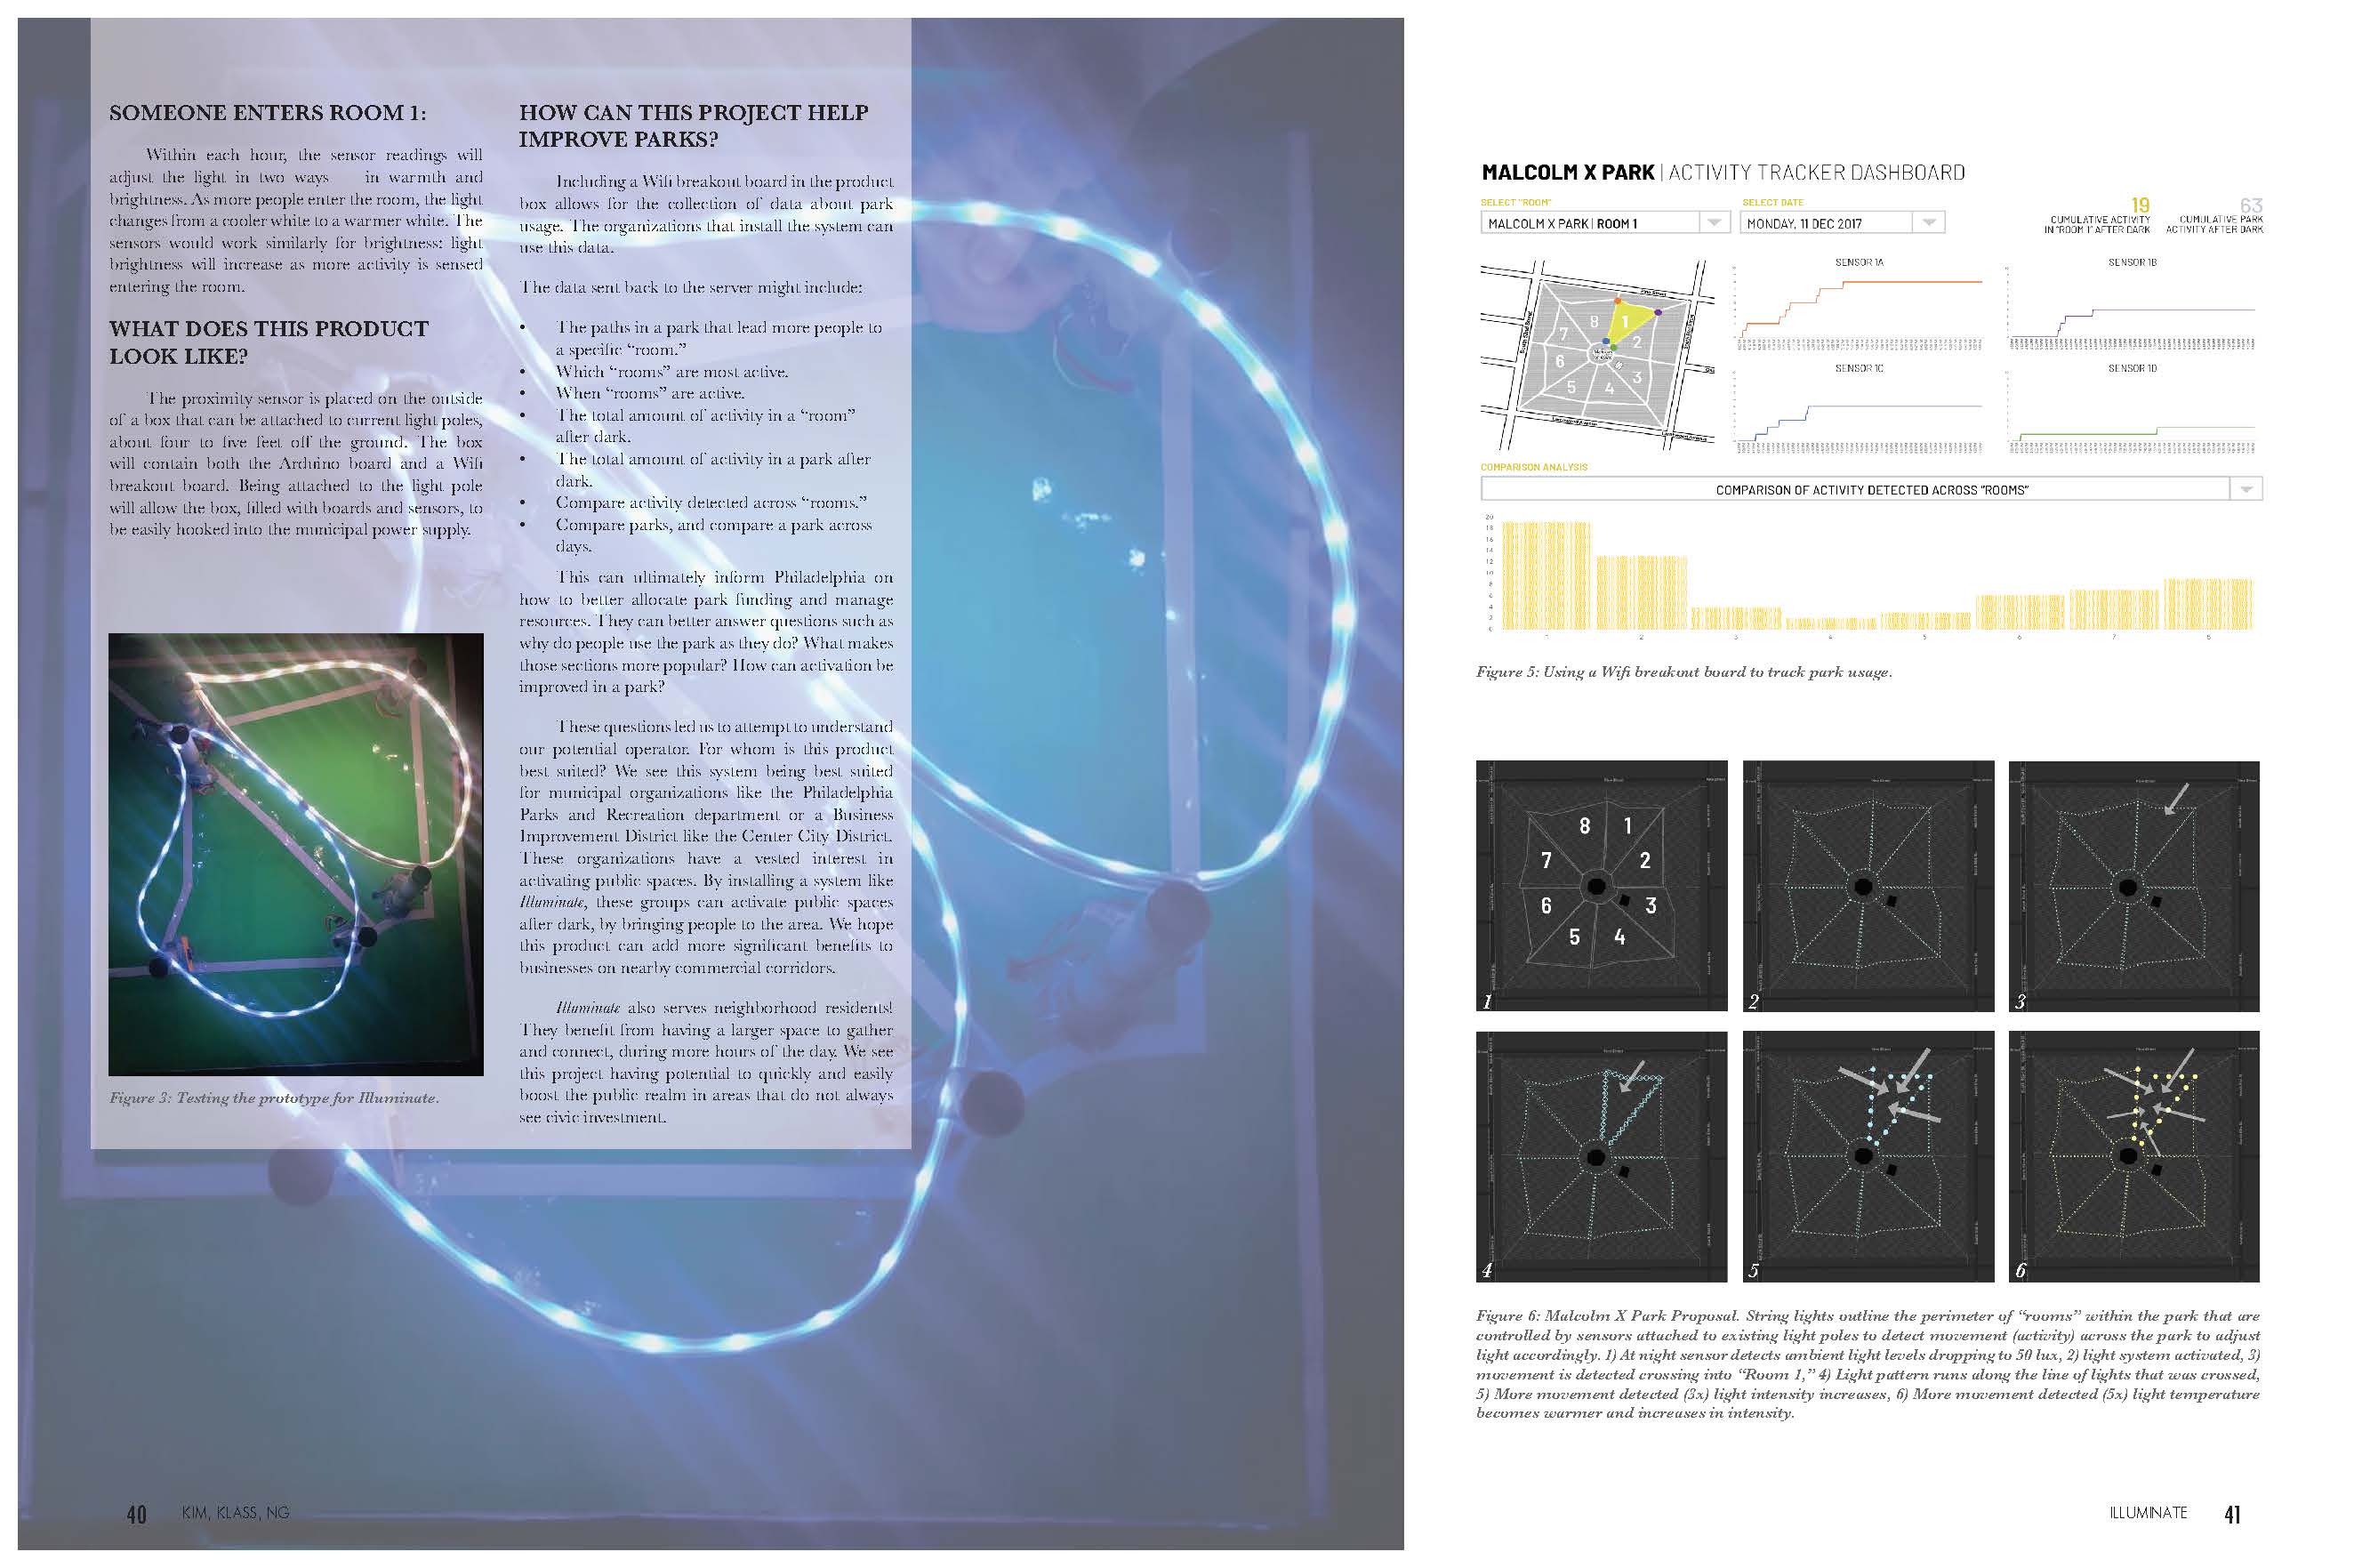 SOMEONE ENTERS ROOM 1:
Within each hour, the sensor readings will
adjust the light in two ways in warmth and
brightness. As more people enter the room, the light
changes from a cooler white to a warmer white. The
sensors would work similarly for brightness: light
brightness will increase as more activity is sensed
entering the room.
WHAT DOES THIS PRODUCT
LOOK LIKE?
The proximity sensor is placed on the outside
of a box that can be attached to current light poles,
about four to five feet off the ground. The box
will contain both the Arduino board and a Wifi
breakout board. Being attached to the light pole
will allow the box, filled with boards and sensors, to
be easily hooked into the municipal power supply.
Figure 3: Testing the prototype for Illuminate.
HOW CAN THIS PROJECT HELP
IMPROVE PARKS?
Including a Wifi breakout board in the product
box allows for the collection of data about park
usage. The organizations that install the system can
use this data.
The data sent back to the server might include:
• The paths in a park that lead more people to
a specific “room.”
• Which “rooms” are most active.
• When “rooms” are active.
• The total amount of activity in a “room”
after dark.
• The total amount of activity in a park after
dark.
• Compare activity detected across “rooms.”
• Compare parks, and compare a park across
days.
This can ultimately inform Philadelphia on
how to better allocate park funding and manage
resources. They can better answer questions such as
why do people use the park as they do? What makes
those sections more popular? How can activation be
improved in a park?
These questions led us to attempt to understand
our potential operator. For whom is this product
best suited? We see this system being best suited
for municipal organizations like the Philadelphia
Parks and Recreation department or a Business
Improvement District like the Center City District.
These organizations have a vested interest in
activating public spaces. By installing a system like
Illuminate, these groups can activate public spaces
after dark, by bringing people to the area. We hope
this product can add more significant benefits to
businesses on nearby commercial corridors.
Illuminate also serves neighborhood residents!
They benefit from having a larger space to gather
and connect, during more hours of the day. We see
this project having potential to quickly and easily
boost the public realm in areas that do not always
see civic investment.
40 KIM, KLASS, NG
MALCOLM X PARK | ACTIVITY TRACKER DASHBOARD
SELECT "ROOM"
MALCOLM X PARK | ROOM 1
SELECT DATE
MONDAY, 11 DEC 2017
19
CUMULATIVE ACTIVITY
IN "ROOM 1" AFTER DARK
63
CUMULATIVE PARK
ACTIVITY AFTER DARK
8 1
7 2
6 3
5 4
SENSOR 1A
SENSOR 1B
SENSOR 1C
SENSOR 1D
COMPARISON ANALYSIS
COMPARISON OF ACTIVITY DETECTED ACROSS "ROOMS"
20
18
16
14
12
10
8
6
4
2
0
1 2 3 4 5 6 7 8
Figure 5: Using a Wifi breakout board to track park usage.
8 1
7 2
6 3
5 4
1 2 3
4 5 6
Figure 6: Malcolm X Park Proposal. String lights outline the perimeter of “rooms” within the park that are
controlled by sensors attached to existing light poles to detect movement (activity) across the park to adjust
light accordingly. 1) At night sensor detects ambient light levels dropping to 50 lux, 2) light system activated, 3)
movement is detected crossing into “Room 1,” 4) Light pattern runs along the line of lights that was crossed,
5) More movement detected (3x) light intensity increases, 6) More movement detected (5x) light temperature
becomes warmer and increases in intensity.
ILLUMINATE 41